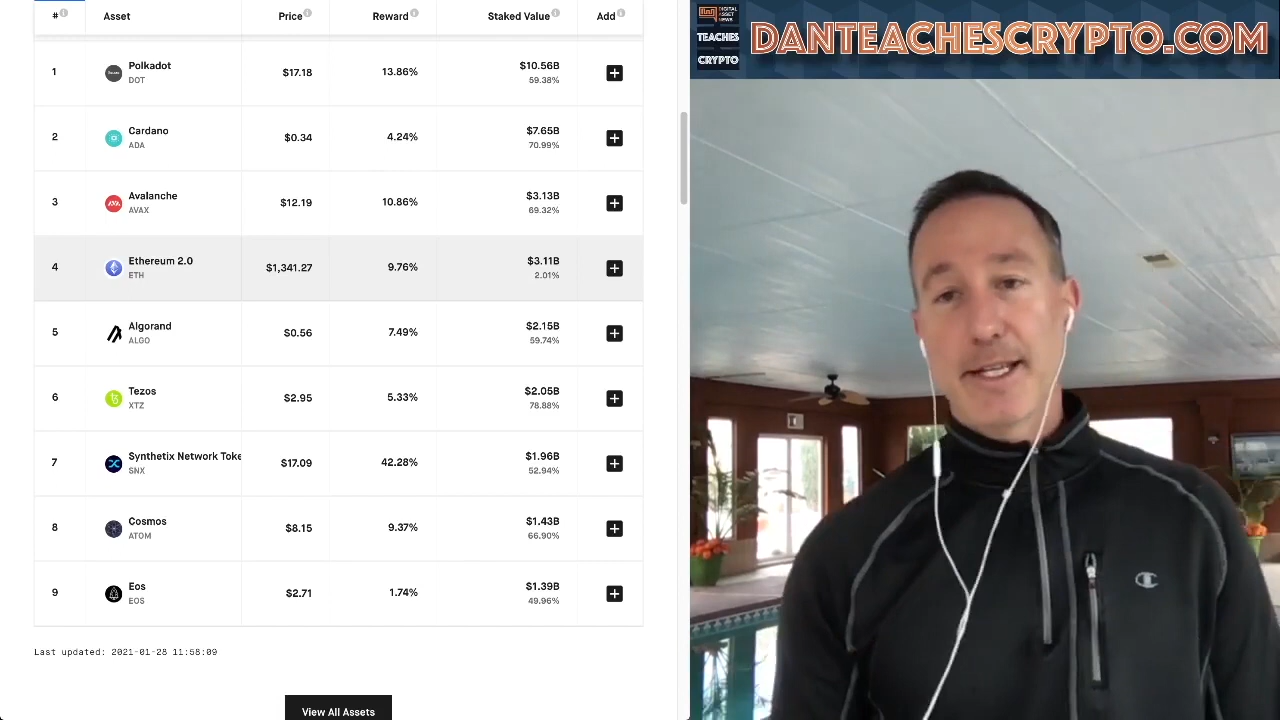 # Asset Price Reward Staked Value Add
1 Polkadot $17.18 13.86% $10.56B
DOT 59.38%
2 Cardano $0.34 4.24% $7.65B
ADA 70.99%
3 Avalanche $12.19 10.86% $3.13B
AVAX 69.32%
4 Ethereum 2.0 $1,341.27 9.76% $3.11B
ETH 2.01%
5 Algorand $0.56 7.49% $2.15B
ALGO 59.74%
6 Tezos $2.95 5.33% $2.05B
XTZ 78.88%
7 Synthetix Network Toke $17.09 42.28% $1.96B
SNX 52.94%
8 Cosmos $8.15 9.37% $1.43B
ATOM 66.90%
9 Eos $2.71 1.74% $1.39B
EOS 49.96%
Last updated: 2021-01-28 11:58:09
View All Assets
DIGITAL
ASSET
NEWS
TEACHES
CRYPTO
DANTEACHESCRYPTO.COM